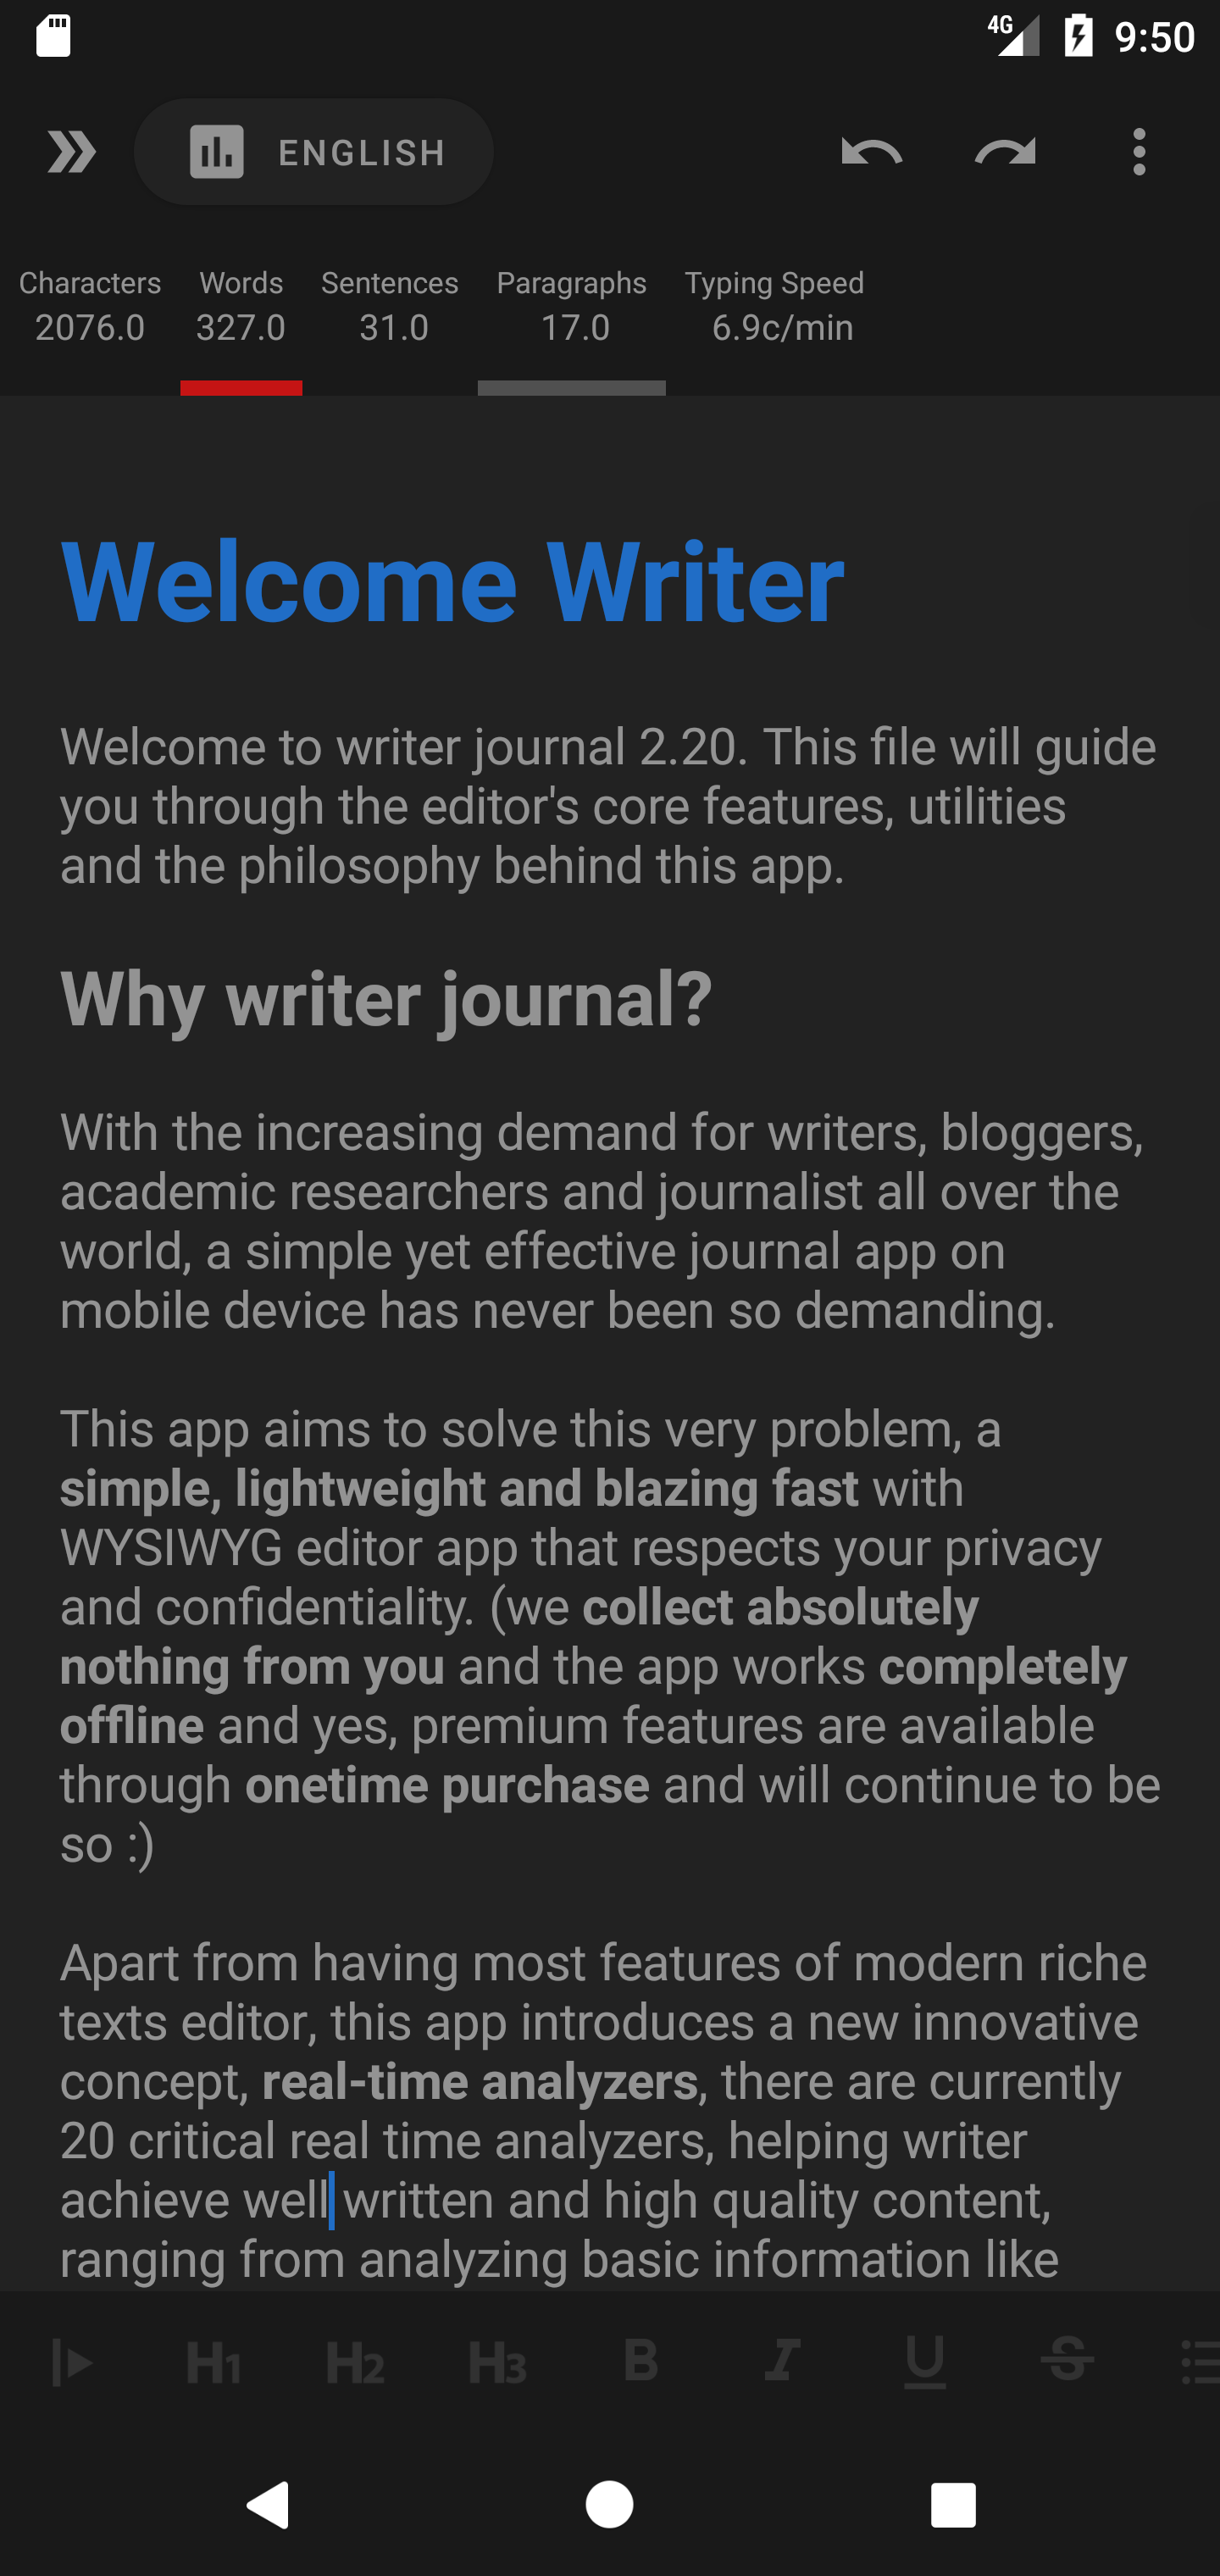 4G 9:50
ENGLISH
Characters Words Sentences Paragraphs Typing Speed
2076.0 327.0 31.0 17.0 6.9c/min
Welcome Writer
Welcome to writer journal 2.20. This file will guide
you through the editor's core features, utilities
and the philosophy behind this app.
Why writer journal?
With the increasing demand for writers, bloggers,
academic researchers and journalist all over the
world, a simple yet effective journal app on
mobile device has never been so demanding.
This app aims to solve this very problem, a
simple, lightweight and blazing fast with
WYSIWYG editor app that respects your privacy
and confidentiality. (we collect absolutely
nothing from you and the app works completely
offline and yes, premium features are available
through onetime purchase and will continue to be
so :)
Apart from having most features of modern riche
texts editor, this app introduces a new innovative
concept, real-time analyzers, there are currently
20 critical real time analyzers, helping writer
achieve well written and high quality content,
ranging from analyzing basic information like
H1 H2 H3 B I U S